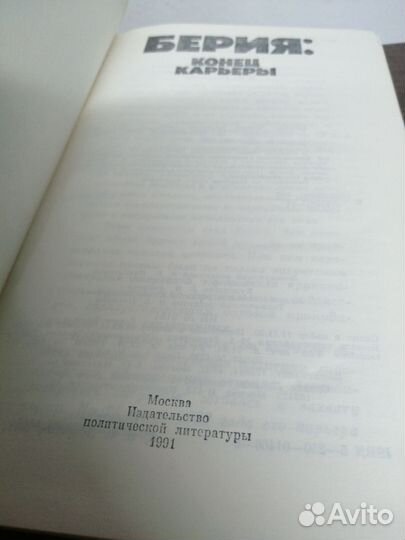 БЕРИЯ:
КОНЕЦ
КАРЬЕРЫ
Москва
Издательство
политической литературы
1991
Avito